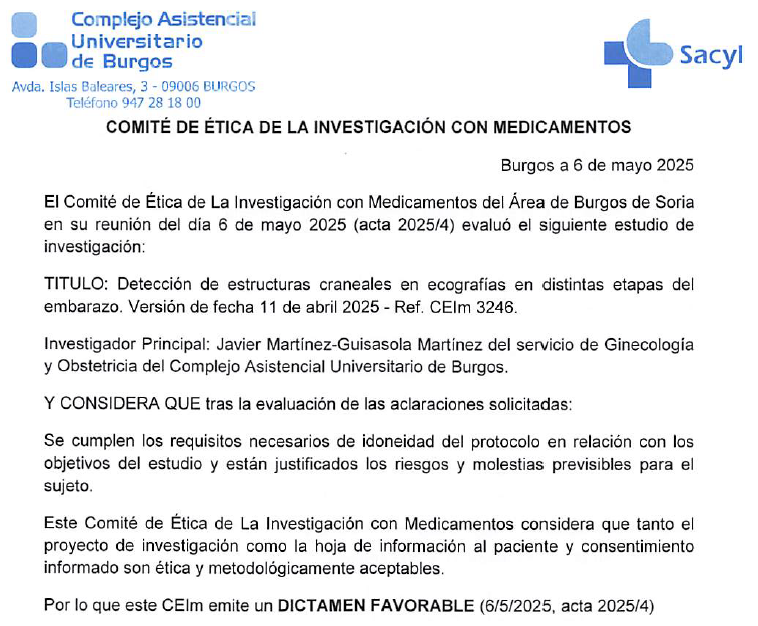 Complejo Asistencial
Universitario
de Burgos
Sacyl
Avda. Islas Baleares, 3 - 09006 BURGOS
Teléfono 947 28 18 00
COMITÉ DE ÉTICA DE LA INVESTIGACIÓN CON MEDICAMENTOS
Burgos a 6 de mayo 2025
El Comité de Ética de La Investigación con Medicamentos del Área de Burgos de Soria
en su reunión del día 6 de mayo 2025 (acta 2025/4) evaluó el siguiente estudio de
investigación:
TITULO: Detección de estructuras craneales en ecografías en distintas etapas del
embarazo. Versión de fecha 11 de abril 2025 - Ref. CEIm 3246.
Investigador Principal: Javier Martínez-Guisasola Martínez del servicio de Ginecología
y Obstetricia del Complejo Asistencial Universitario de Burgos.
Y CONSIDERA QUE tras la evaluación de las aclaraciones solicitadas:
Se cumplen los requisitos necesarios de idoneidad del protocolo en relación con los
objetivos del estudio y están justificados los riesgos y molestias previsibles para el
sujeto.
Este Comité de Ética de La Investigación con Medicamentos considera que tanto el
proyecto de investigación como la hoja de información al paciente y consentimiento
informado son ética y metodológicamente aceptables.
Por lo que este CEIm emite un DICTAMEN FAVORABLE (6/5/2025, acta 2025/4)